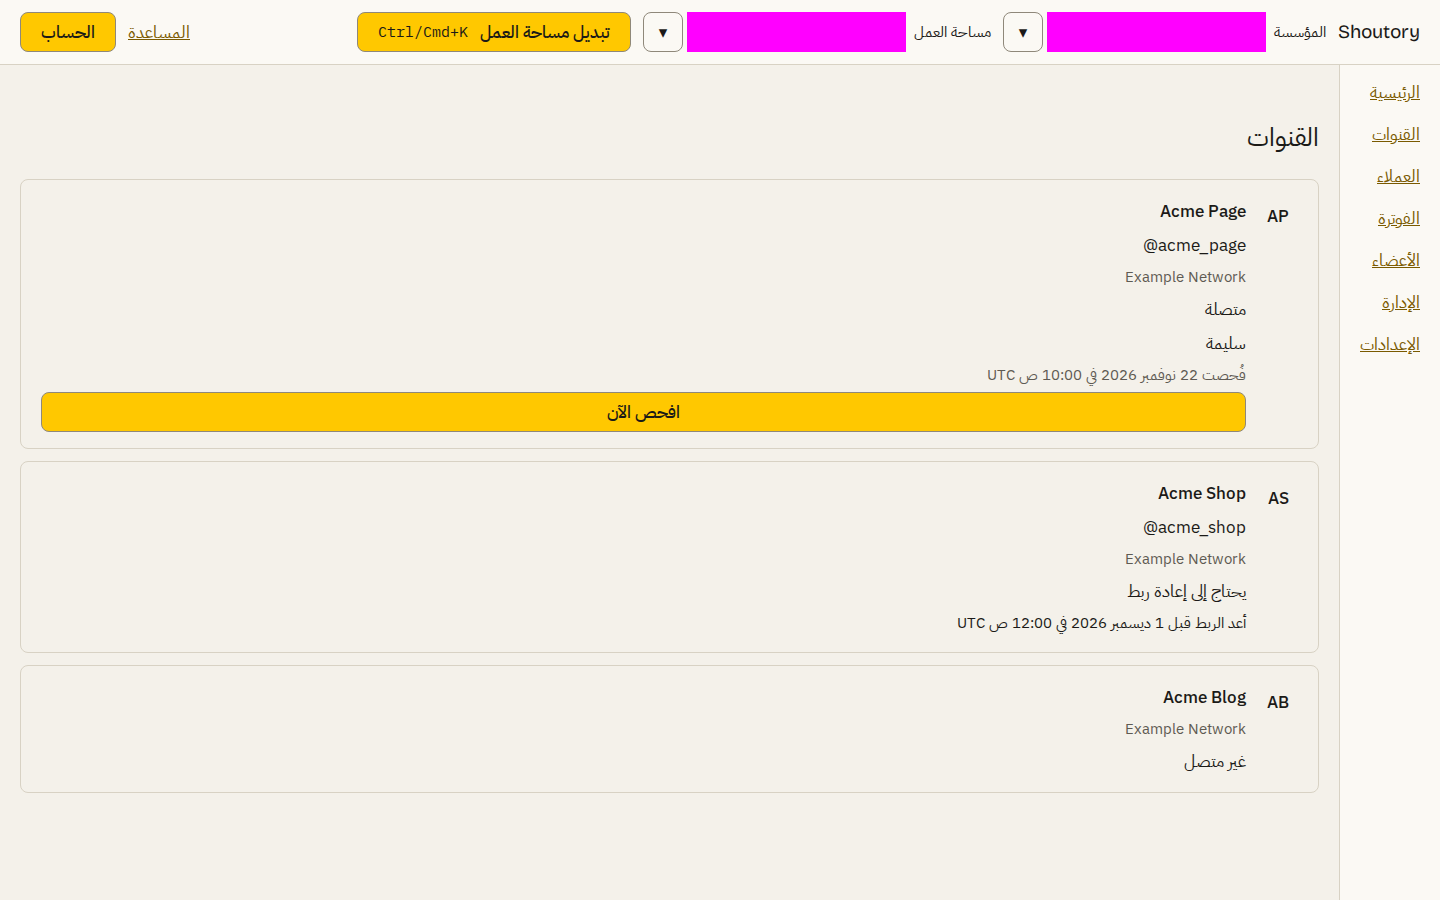 Shoutory
المؤسسة
▼
مساحة العمل
▼
تبديل مساحة العمل Ctrl/Cmd+K
المساعدة
الحساب
الرئيسية
القنوات
العملاء
الفوترة
الأعضاء
الإدارة
الإعدادات
القنوات
AP
Acme Page
@acme_page
Example Network
متصلة
سليمة
فُحصت 22 نوفمبر 2026 في 10:00 ص UTC
افحص الآن
AS
Acme Shop
@acme_shop
Example Network
يحتاج إلى إعادة ربط
أعد الربط قبل 1 ديسمبر 2026 في 12:00 ص UTC
AB
Acme Blog
Example Network
غير متصل